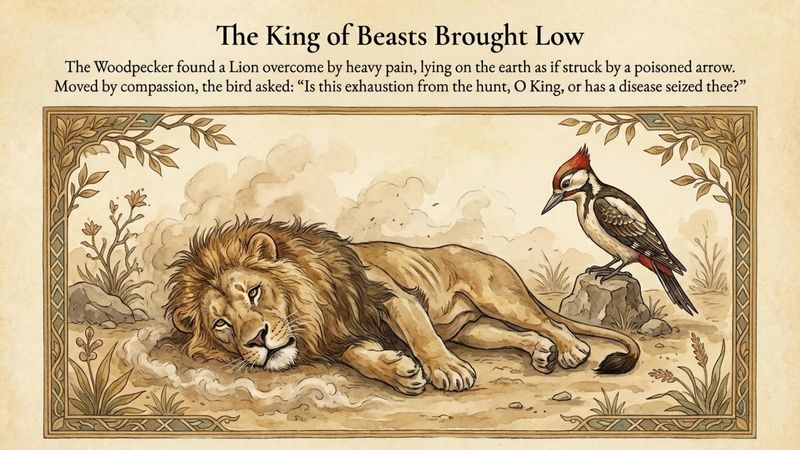 The King of Beasts Brought Low
The Woodpecker found a Lion overcome by heavy pain, lying on the earth as if struck by a poisoned arrow.
Moved by compassion, the bird asked: “Is this exhaustion from the hunt, O King, or has a disease seized thee?”